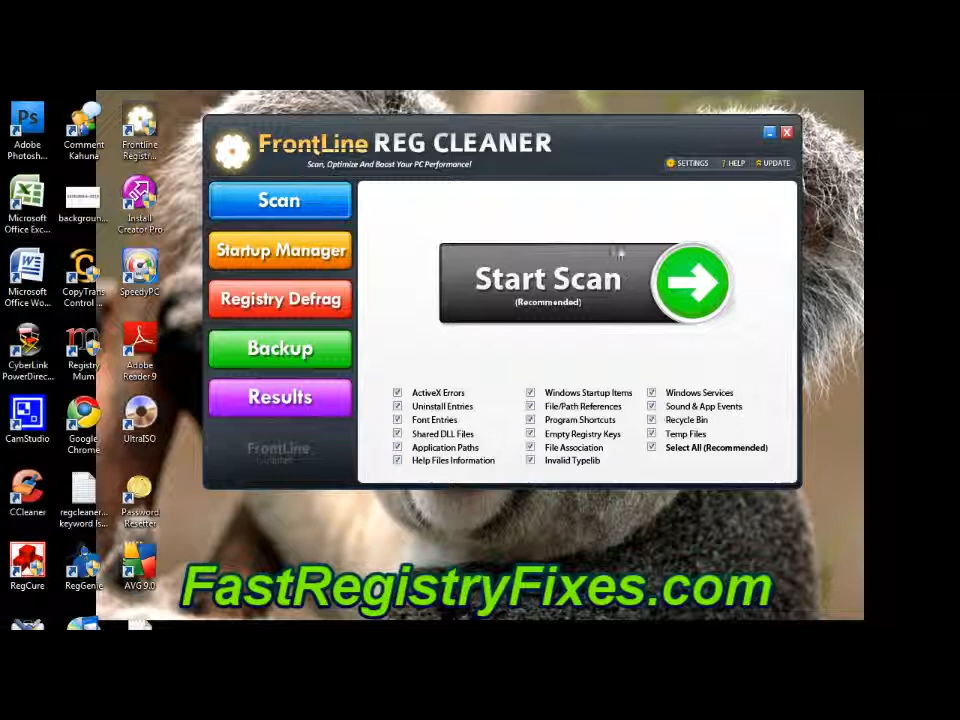 Adobe
Photosh...
Comment
Kahuna
Frontline
Registr...
Microsoft
Office Exc...
backgroun...
Install
Creator Pro
Microsoft
Office Wo...
CopyTrans
Control ...
SpeedyPC
CyberLink
PowerDirec...
Registry
Mum
Adobe
Reader 9
CamStudio
Google
Chrome
UltraISO
CCleaner
regcleaner...
keyword lis...
Password
Resetter
RegCure
RegGenie
AVG 9.0
FrontLine REG CLEANER
Scan, Optimize And Boost Your PC Performance!
SETTINGS ? HELP UPDATE
Scan
Startup Manager
Registry Defrag
Backup
Results
FrontLine
Start Scan
(Recommended)
ActiveX Errors
Uninstall Entries
Font Entries
Shared DLL Files
Application Paths
Help Files Information
Windows Startup Items
File/Path References
Program Shortcuts
Empty Registry Keys
File Association
Invalid Typelib
Windows Services
Sound & App Events
Recycle Bin
Temp Files
Select All (Recommended)
FastRegistryFixes.com